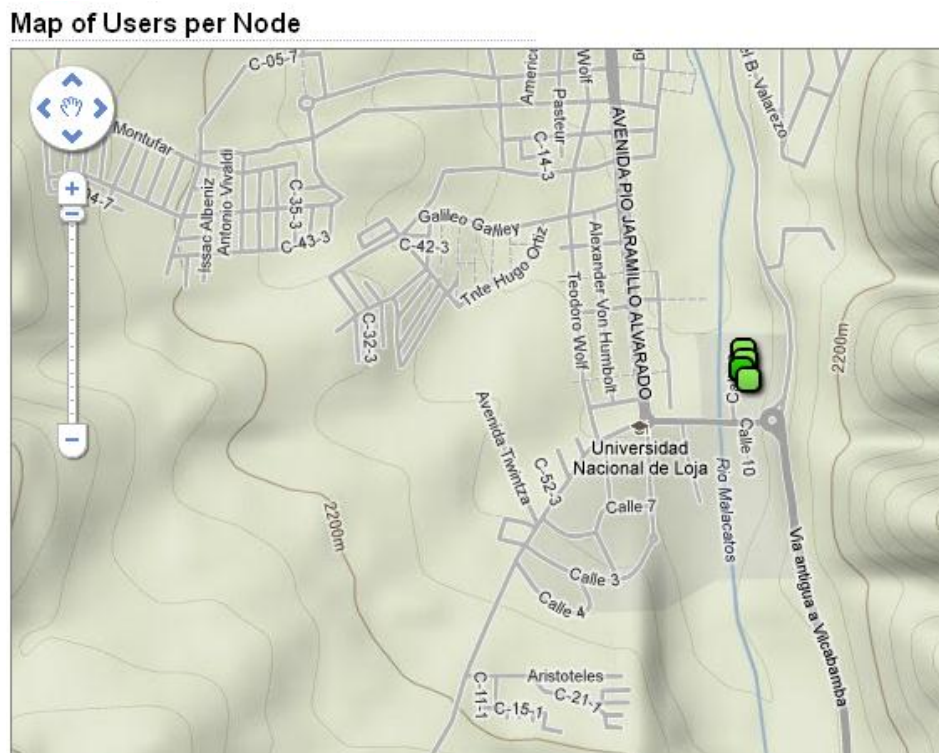 Map of Users per Node
C-05-7
Wolf
Pasteur
el B. Valarezo
AVENIDA PIO JARAMILLO ALVARADO
Montufar
C-14-3
Issac Albeniz
Antonio Vivaldi
C-35-3
C-43-3
Galileo Galiley
C-42-3
Tnte Hugo Ortiz
Alexander Von Humbolt
Teodoro Wolf
C-32-3
2200m
Avenida Tiwintza
Universidad
Nacional de Loja
Calle 10
C-52-3
Rio Malacatos
Calle 7
2200m
Via antigua a Vilcabamba
Calle 3
Calle 4
Aristoteles
C-11-1
C-21-1
C-15-1